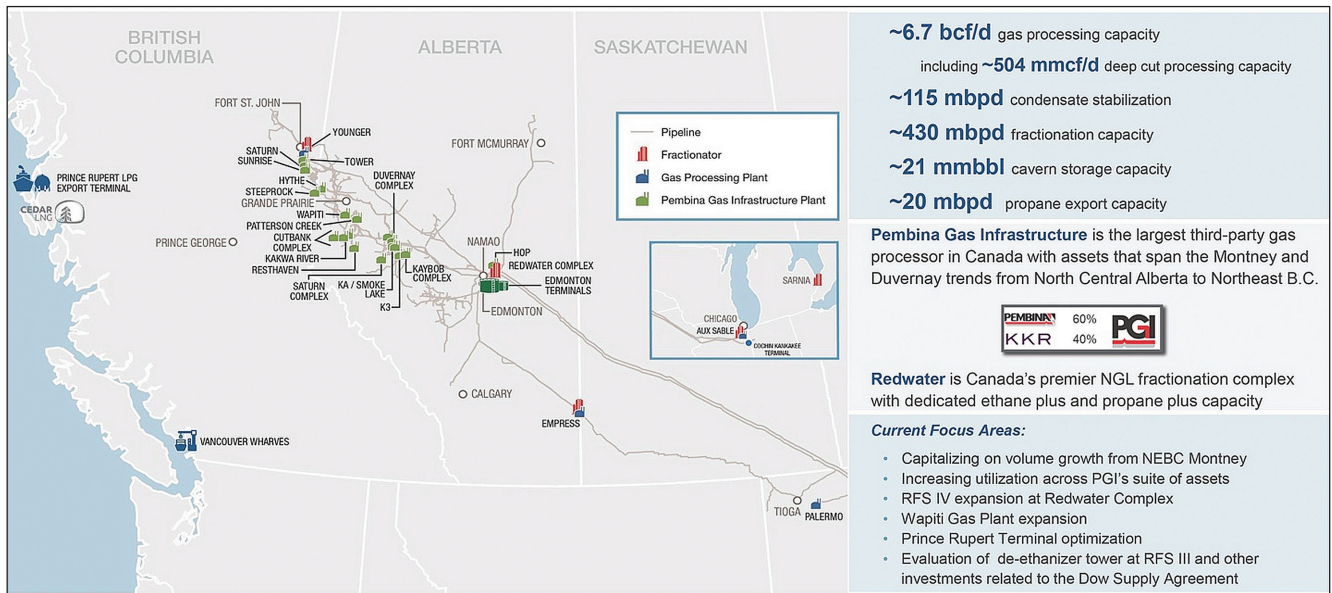 BRITISH
COLUMBIA
ALBERTA
SASKATCHEWAN
FORT ST. JOHN
YOUNGER
SATURN
SUNRISE
TOWER
HYTHE
STEEPROCK
GRANDE PRAIRIE
DUVERNAY
COMPLEX
FORT MCMURRAY
WAPITI
PATTERSON CREEK
CUTBANK
COMPLEX
KAKWA RIVER
RESTHAVEN
SATURN
COMPLEX
KA / SMOKE
LAKE
K3
KAYBOB
COMPLEX
PRINCE RUPERT LPG
EXPORT TERMINAL
CEDAR
LNG
PRINCE GEORGE
NAMAO
HOP
REDWATER COMPLEX
EDMONTON
TERMINALS
EDMONTON
CALGARY
EMPRESS
VANCOUVER WHARVES
TIOGA
PALERMO
Pipeline
Fractionator
Gas Processing Plant
Pembina Gas Infrastructure Plant
SARNIA
CHICAGO
AUX SABLE
COCHIN KANKAKEE
TERMINAL
~6.7 bcf/d gas processing capacity
including ~504 mmcf/d deep cut processing capacity
~115 mbpd condensate stabilization
~430 mbpd fractionation capacity
~21 mmbbl cavern storage capacity
~20 mbpd propane export capacity
Pembina Gas Infrastructure is the largest third-party gas
processor in Canada with assets that span the Montney and
Duvernay trends from North Central Alberta to Northeast B.C.
PEMBINA 60%
KKR 40%
PGI
Redwater is Canada's premier NGL fractionation complex
with dedicated ethane plus and propane plus capacity
Current Focus Areas:
• Capitalizing on volume growth from NEBC Montney
• Increasing utilization across PGI's suite of assets
• RFS IV expansion at Redwater Complex
• Wapiti Gas Plant expansion
• Prince Rupert Terminal optimization
• Evaluation of de-ethanizer tower at RFS III and other
investments related to the Dow Supply Agreement